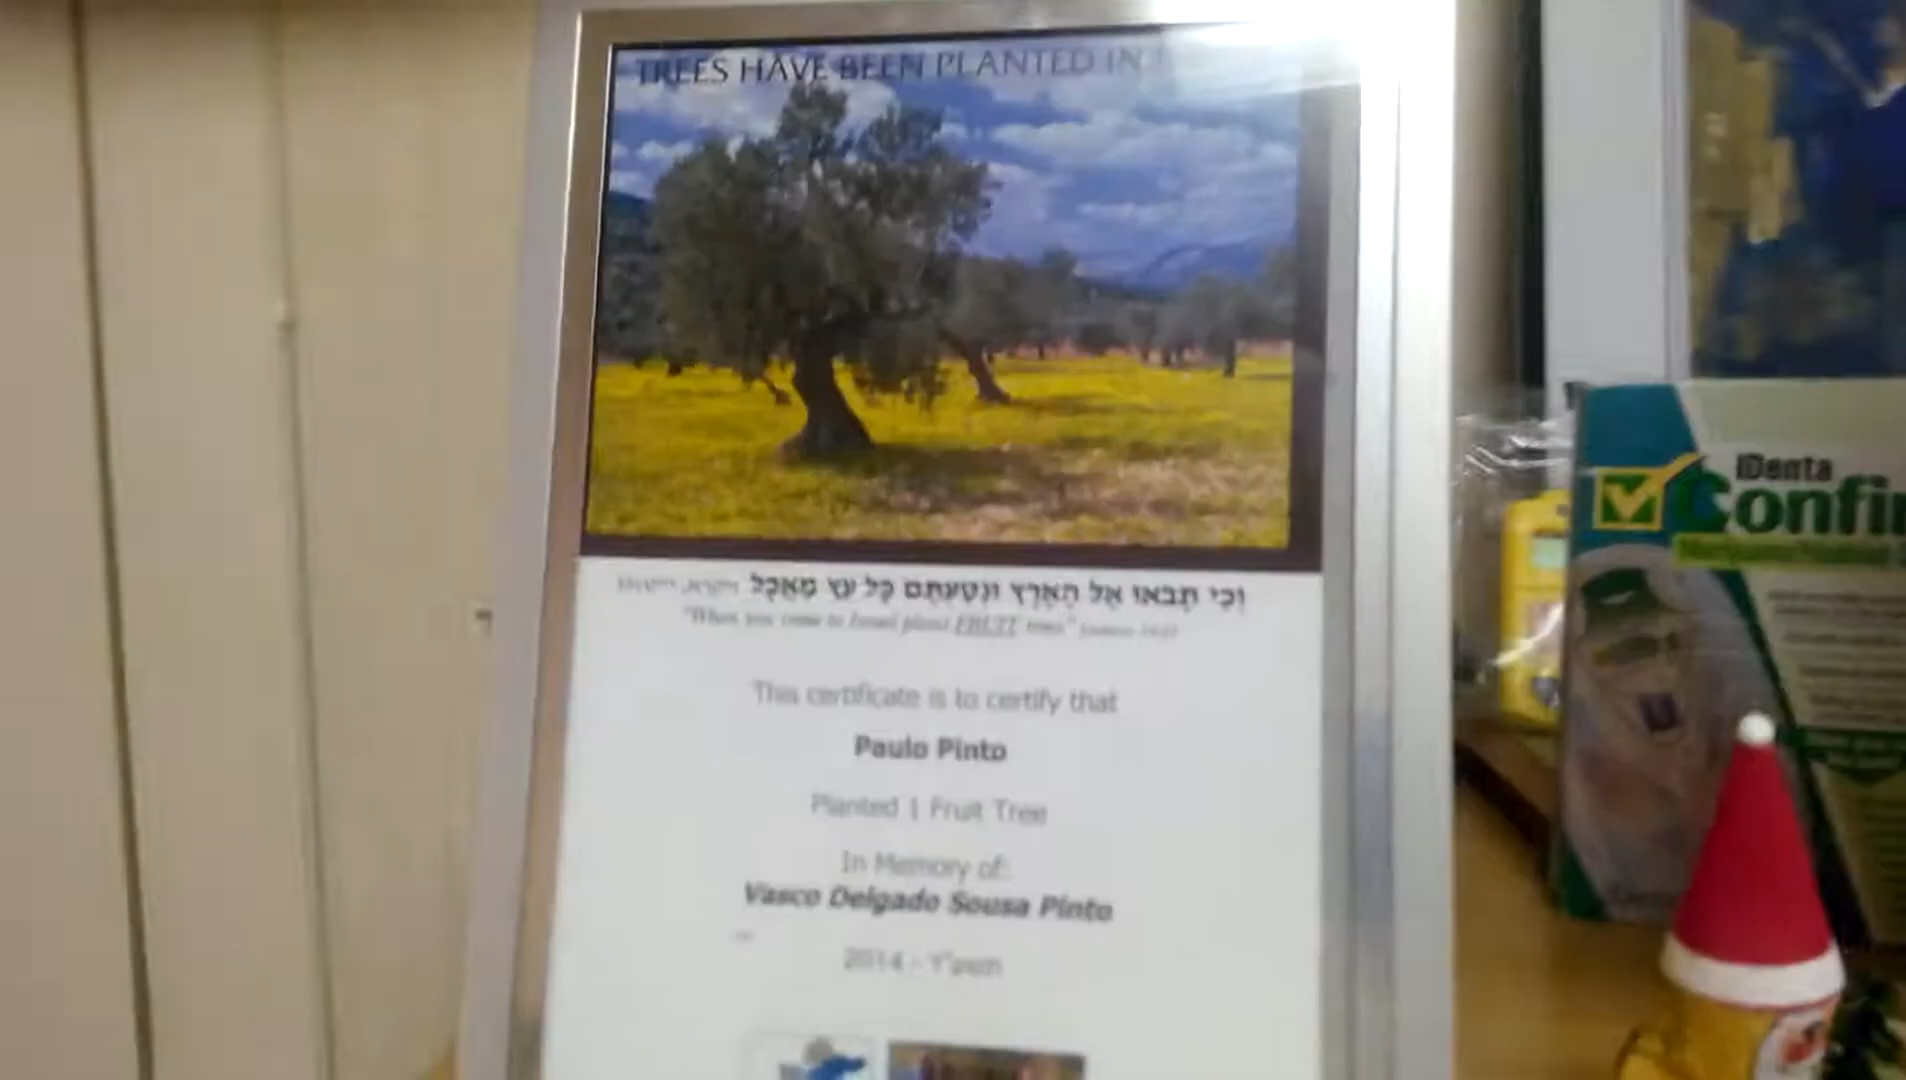 TREES HAVE BEEN PLANTED IN
וְכִי תָבֹאוּ אֶל הָאָרֶץ וּנְטַעְתֶּם כָּל עֵץ מַאֲכָל
"When you come to Israel plant FRUIT trees"
This certificate is to certify that
Paulo Pinto
Planted 1 Fruit Tree
In Memory of:
Vasco Delgado Sousa Pinto
2014 -
iDenta
Confi